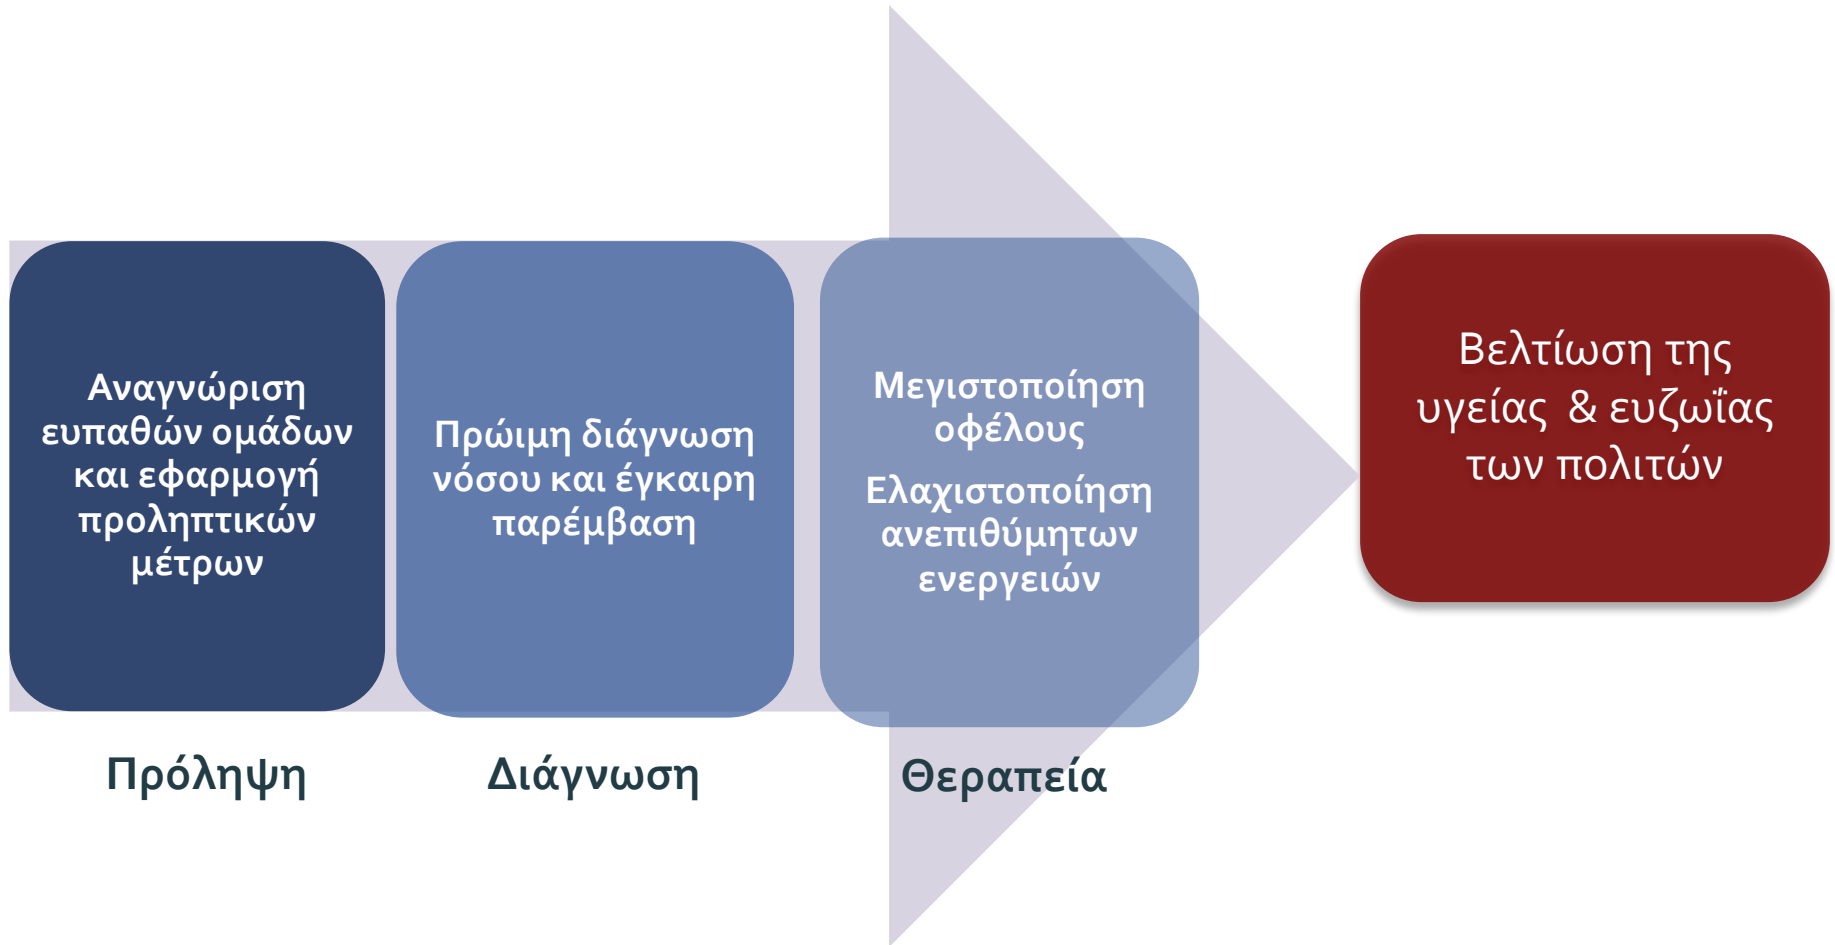 Αναγνώριση
ευπαθών ομάδων
και εφαρμογή
προληπτικών
μέτρων
Πρώιμη διάγνωση
νόσου και έγκαιρη
παρέμβαση
Μεγιστοποίηση
οφέλους
Ελαχιστοποίηση
ανεπιθύμητων
ενεργειών
Βελτίωση της
υγείας & ευζωΐας
των πολιτών
Πρόληψη
Διάγνωση
Θεραπεία